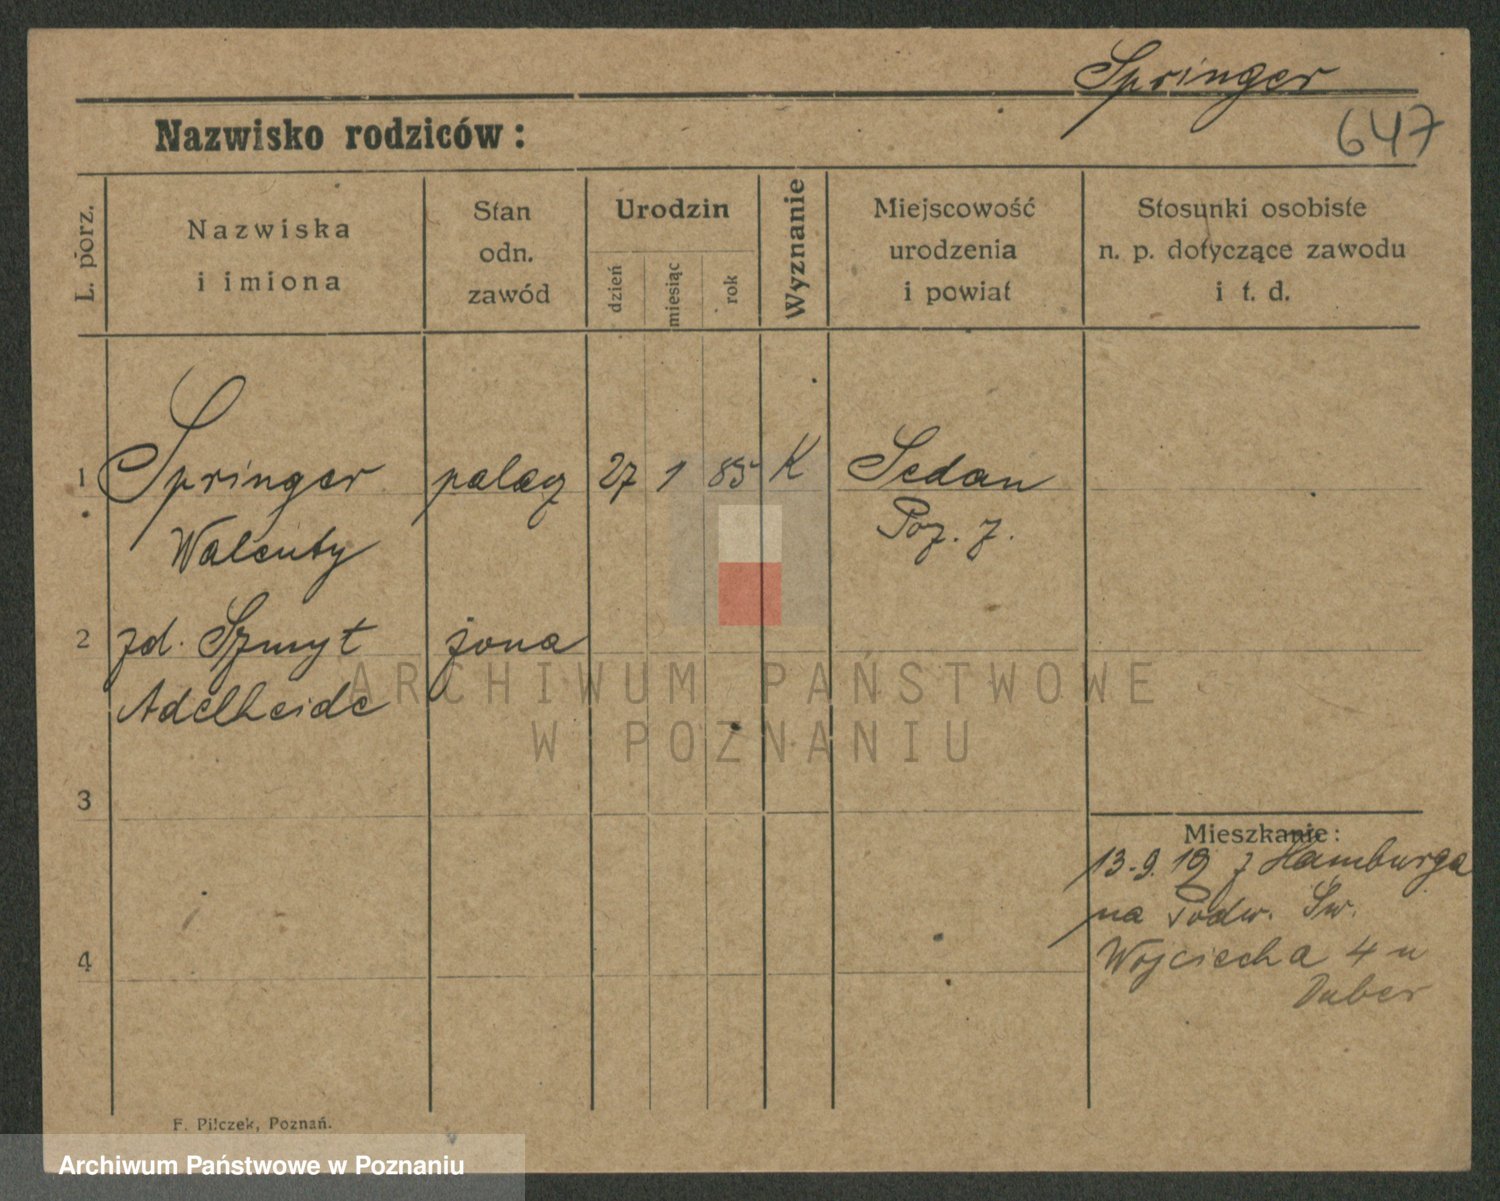 Springer
647
Nazwisko rodziców:
L. porz.
Nazwiska
i imiona
Stan
odn.
zawód
Urodzin
dzień
miesiąc
rok
Wyznanie
Miejscowość
urodzenia
i powiat
Stosunki osobiste
n. p. dotyczące zawodu
i t. d.
1 Springer palacz 27 1 85 K Sedan
Walenty Poz. z.
2 zd. Szmyt żona
Adelheide
3
Mieszkanie:
13.9.19 z Hamburga
na Podw. Św.
4
Wojciecha 4 u
Duber
F. Pilczek, Poznań.
ARCHIWUM PAŃSTWOWE
W POZNANIU
Archiwum Państwowe w Poznaniu